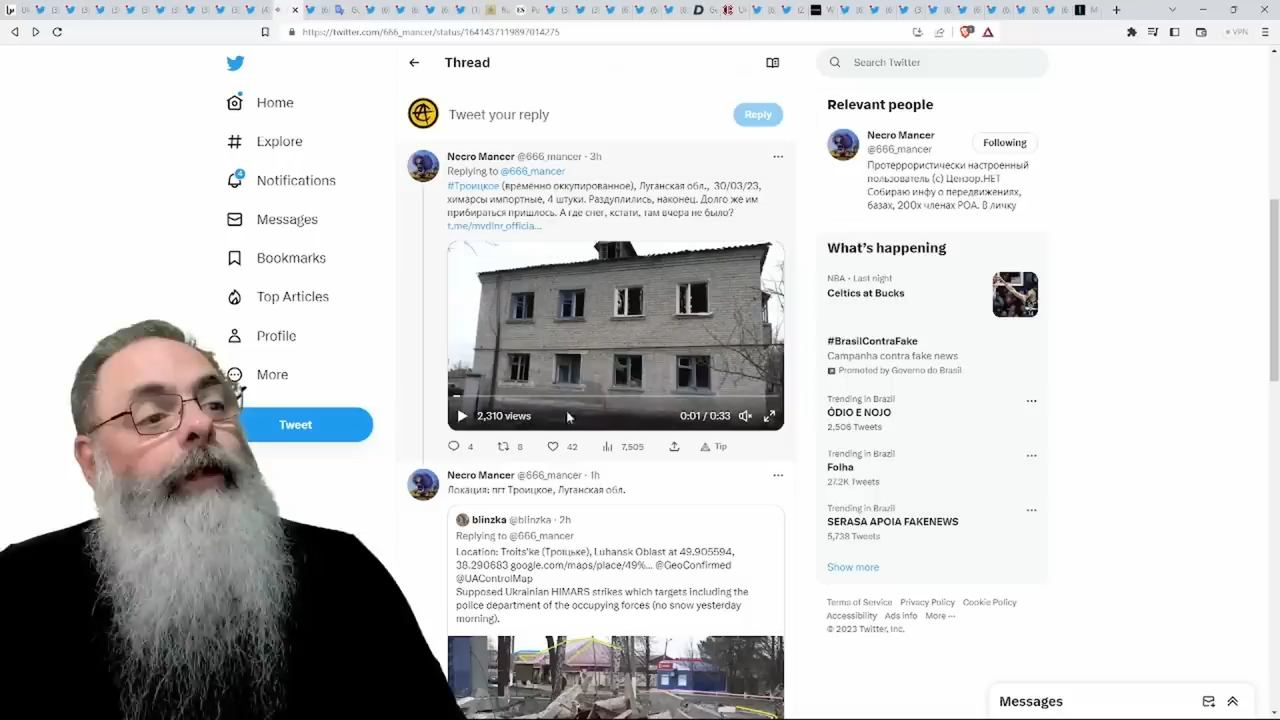 https://twitter.com/666_mancer/status/1641437119897014275
VPN
Home
Explore
4
Notifications
Messages
Bookmarks
Top Articles
Profile
More
Tweet
Thread
Tweet your reply
Reply
Necro Mancer @666_mancer · 3h
Replying to @666_mancer
#Троицкое (временно оккупированное), Луганская обл., 30/03/23,
химарсы импортные, 4 штуки. Раздуплились, наконец. Долго же им
прибираться пришлось. А где снег, кстати, там вчера не было?
t.me/mvdlnr_officia...
2,310 views
0:01 / 0:33
4
8
42
7,505
Tip
Necro Mancer @666_mancer · 1h
Локация: пгт Троицкое, Луганская обл.
blinzka @blinzka · 2h
Replying to @666_mancer
Location: Troits'ke (Троїцьке), Luhansk Oblast at 49.905594,
38.290683 google.com/maps/place/49%... @GeoConfirmed
@UAControlMap
Supposed Ukrainian HIMARS strikes which targets including the
police department of the occupying forces (no snow yesterday
morning).
Search Twitter
Relevant people
Necro Mancer
@666_mancer
Following
Протеррористически настроенный
пользователь (с) Цензор.НЕТ
Собираю инфу о передвижениях,
базах, 200х членах РОА. В личку
What's happening
NBA · Last night
Celtics at Bucks
#BrasilContraFake
Campanha contra fake news
Promoted by Governo do Brasil
Trending in Brazil
ÓDIO E NOJO
2,506 Tweets
Trending in Brazil
Folha
27.2K Tweets
Trending in Brazil
SERASA APOIA FAKENEWS
5,738 Tweets
Show more
Terms of Service Privacy Policy Cookie Policy
Accessibility Ads info More ···
© 2023 Twitter, Inc.
Messages